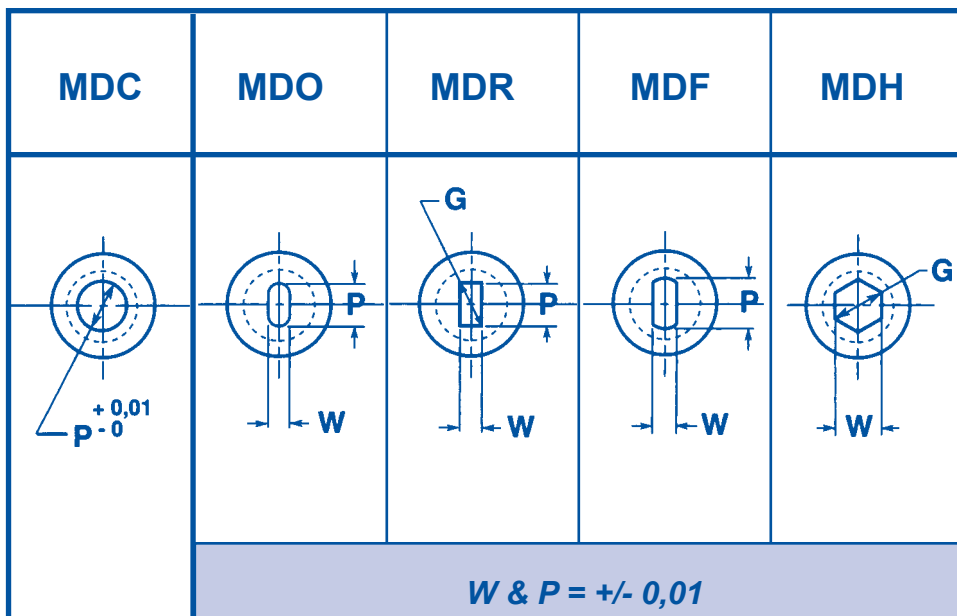 MDC MDO MDR MDF MDH
P + 0,01 - 0
P
W
G
P
W
P
W
G
W
W & P = +/- 0,01